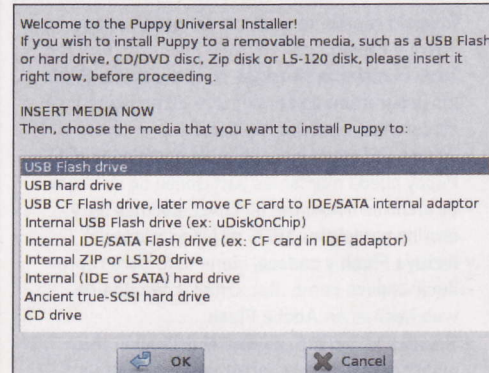 Welcome to the Puppy Universal Installer!
If you wish to install Puppy to a removable media, such as a USB Flash
or hard drive, CD/DVD disc, Zip disk or LS-120 disk, please insert it
right now, before proceeding.
INSERT MEDIA NOW
Then, choose the media that you want to install Puppy to:
USB Flash drive
USB hard drive
USB CF Flash drive, later move CF card to IDE/SATA internal adaptor
Internal USB Flash drive (ex: uDiskOnChip)
Internal IDE/SATA Flash drive (ex: CF card in IDE adaptor)
Internal ZIP or LS120 drive
Internal (IDE or SATA) hard drive
Ancient true-SCSI hard drive
CD drive
OK
Cancel